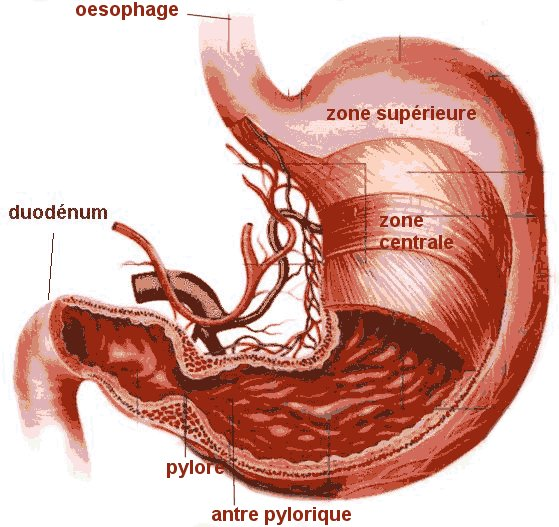 oesophage
zone supérieure
duodénum
zone
centrale
pylore
antre pylorique